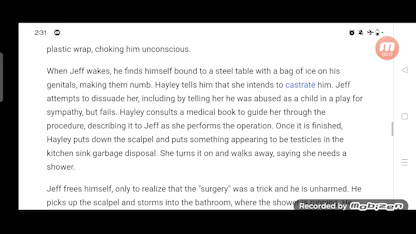 2:31
plastic wrap, choking him unconscious.
When Jeff wakes, he finds himself bound to a steel table with a bag of ice on his
genitals, making them numb. Hayley tells him that she intends to castrate him. Jeff
attempts to dissuade her, including by telling her he was abused as a child in a play for
sympathy, but fails. Hayley consults a medical book to guide her through the
procedure, describing it to Jeff as she performs the operation. Once it is finished,
Hayley puts down the scalpel and puts something appearing to be testicles in the
kitchen sink garbage disposal. She turns it on and walks away, saying she needs a
shower.
Jeff frees himself, only to realize that the "surgery" was a trick and he is unharmed. He
picks up the scalpel and storms into the bathroom, where the shower is running. He
Recorded by MOBIZEN